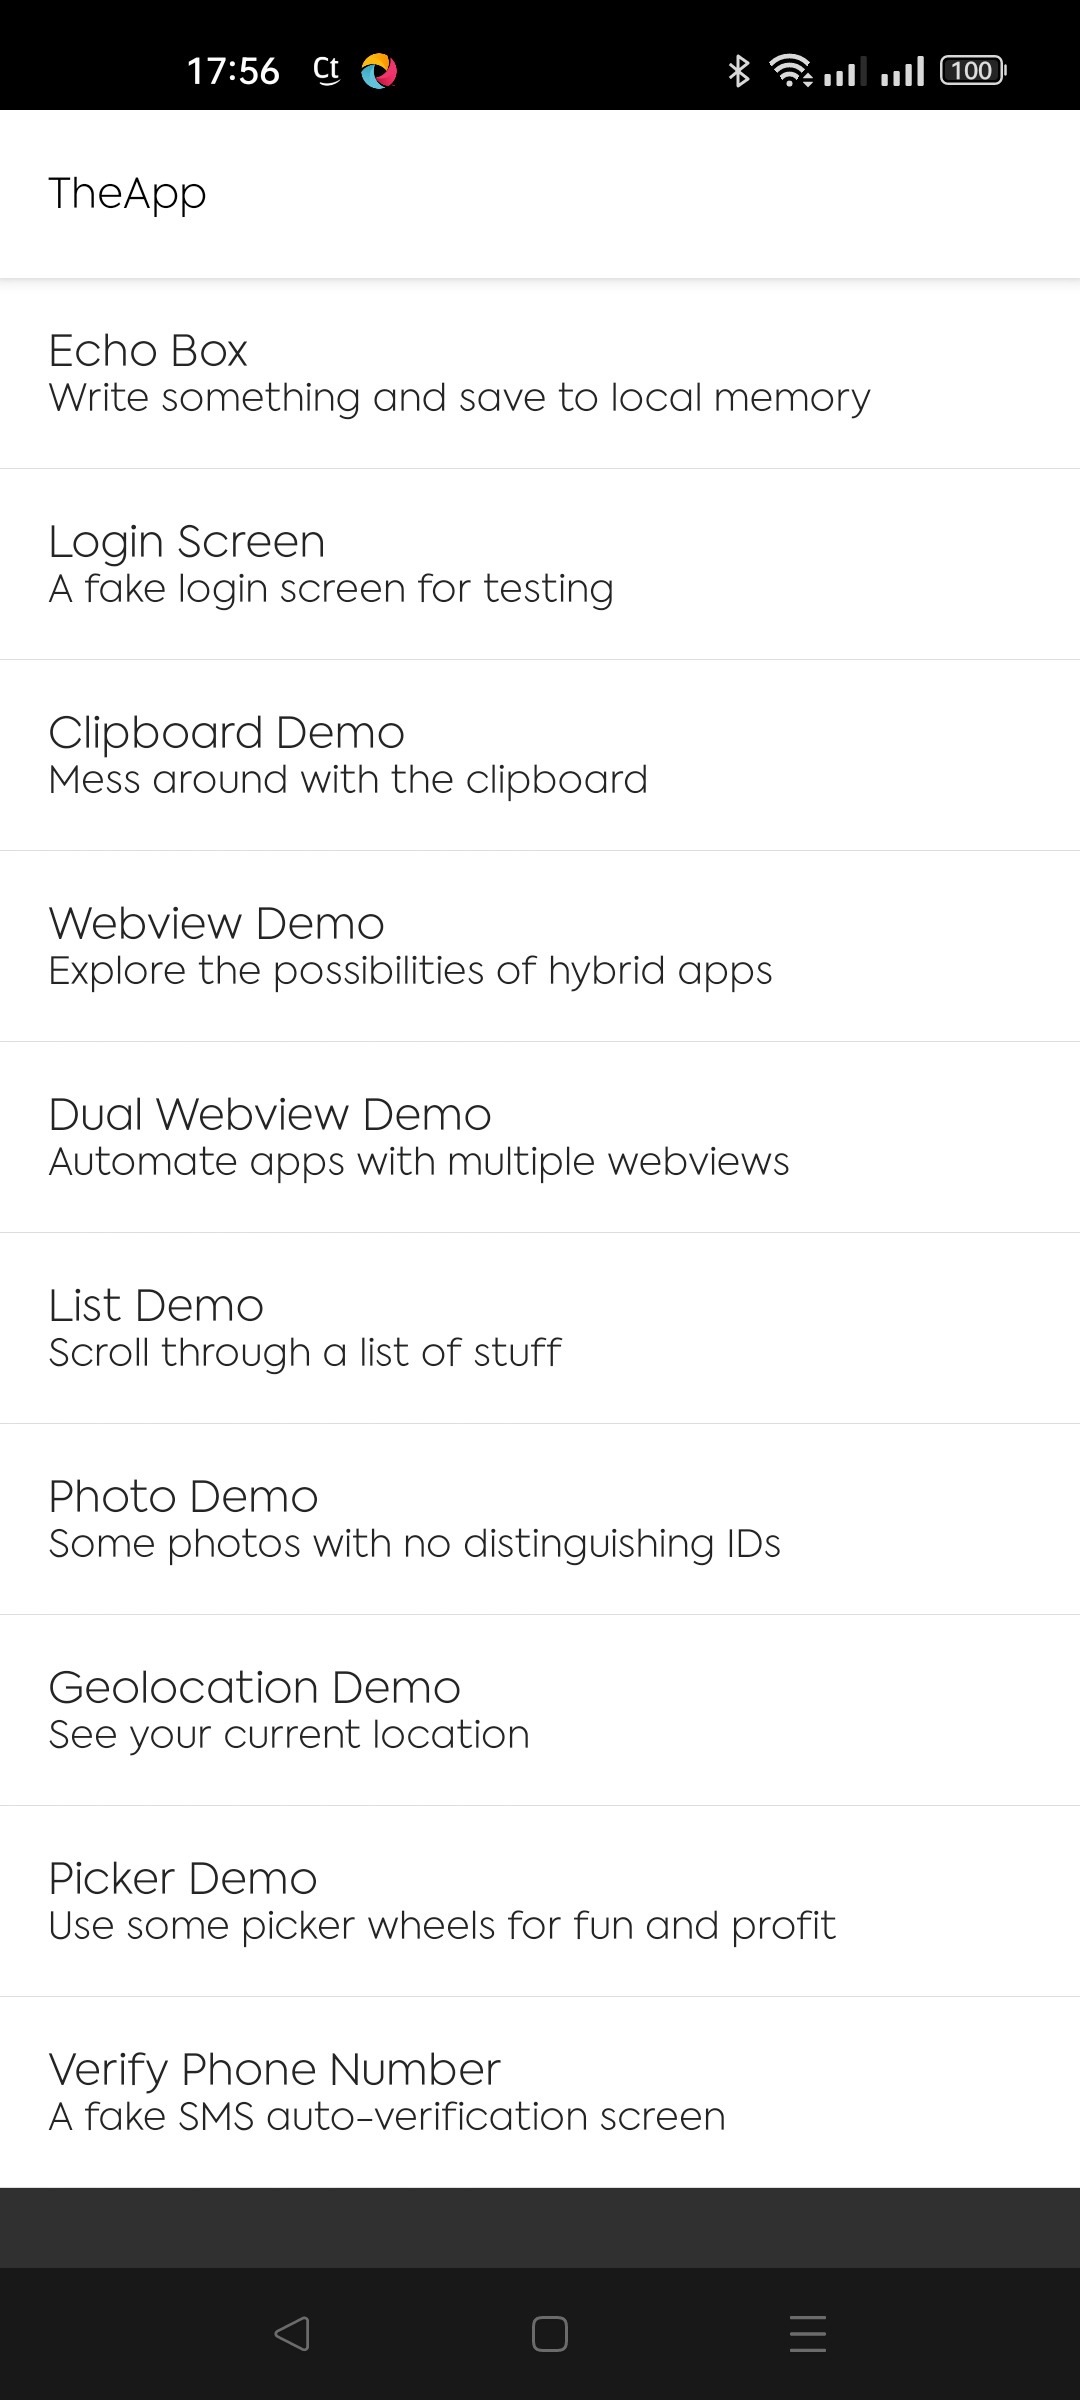 17:56 Ct 100
TheApp
Echo Box
Write something and save to local memory
Login Screen
A fake login screen for testing
Clipboard Demo
Mess around with the clipboard
Webview Demo
Explore the possibilities of hybrid apps
Dual Webview Demo
Automate apps with multiple webviews
List Demo
Scroll through a list of stuff
Photo Demo
Some photos with no distinguishing IDs
Geolocation Demo
See your current location
Picker Demo
Use some picker wheels for fun and profit
Verify Phone Number
A fake SMS auto-verification screen